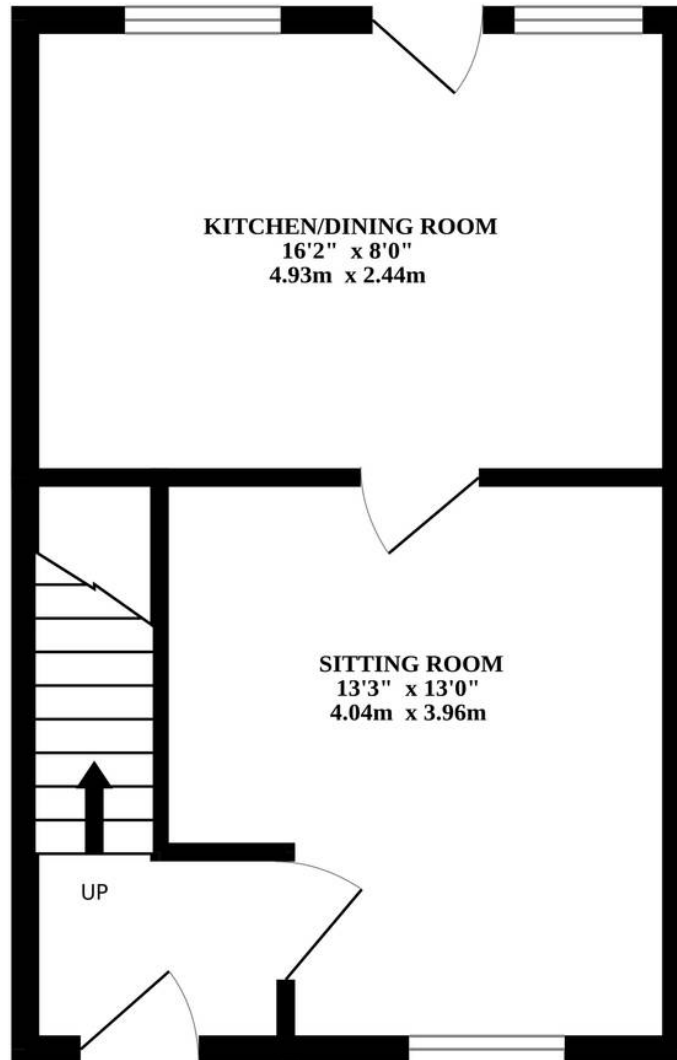 KITCHEN/DINING ROOM
16'2" x 8'0"
4.93m x 2.44m
SITTING ROOM
13'3" x 13'0"
4.04m x 3.96m
UP